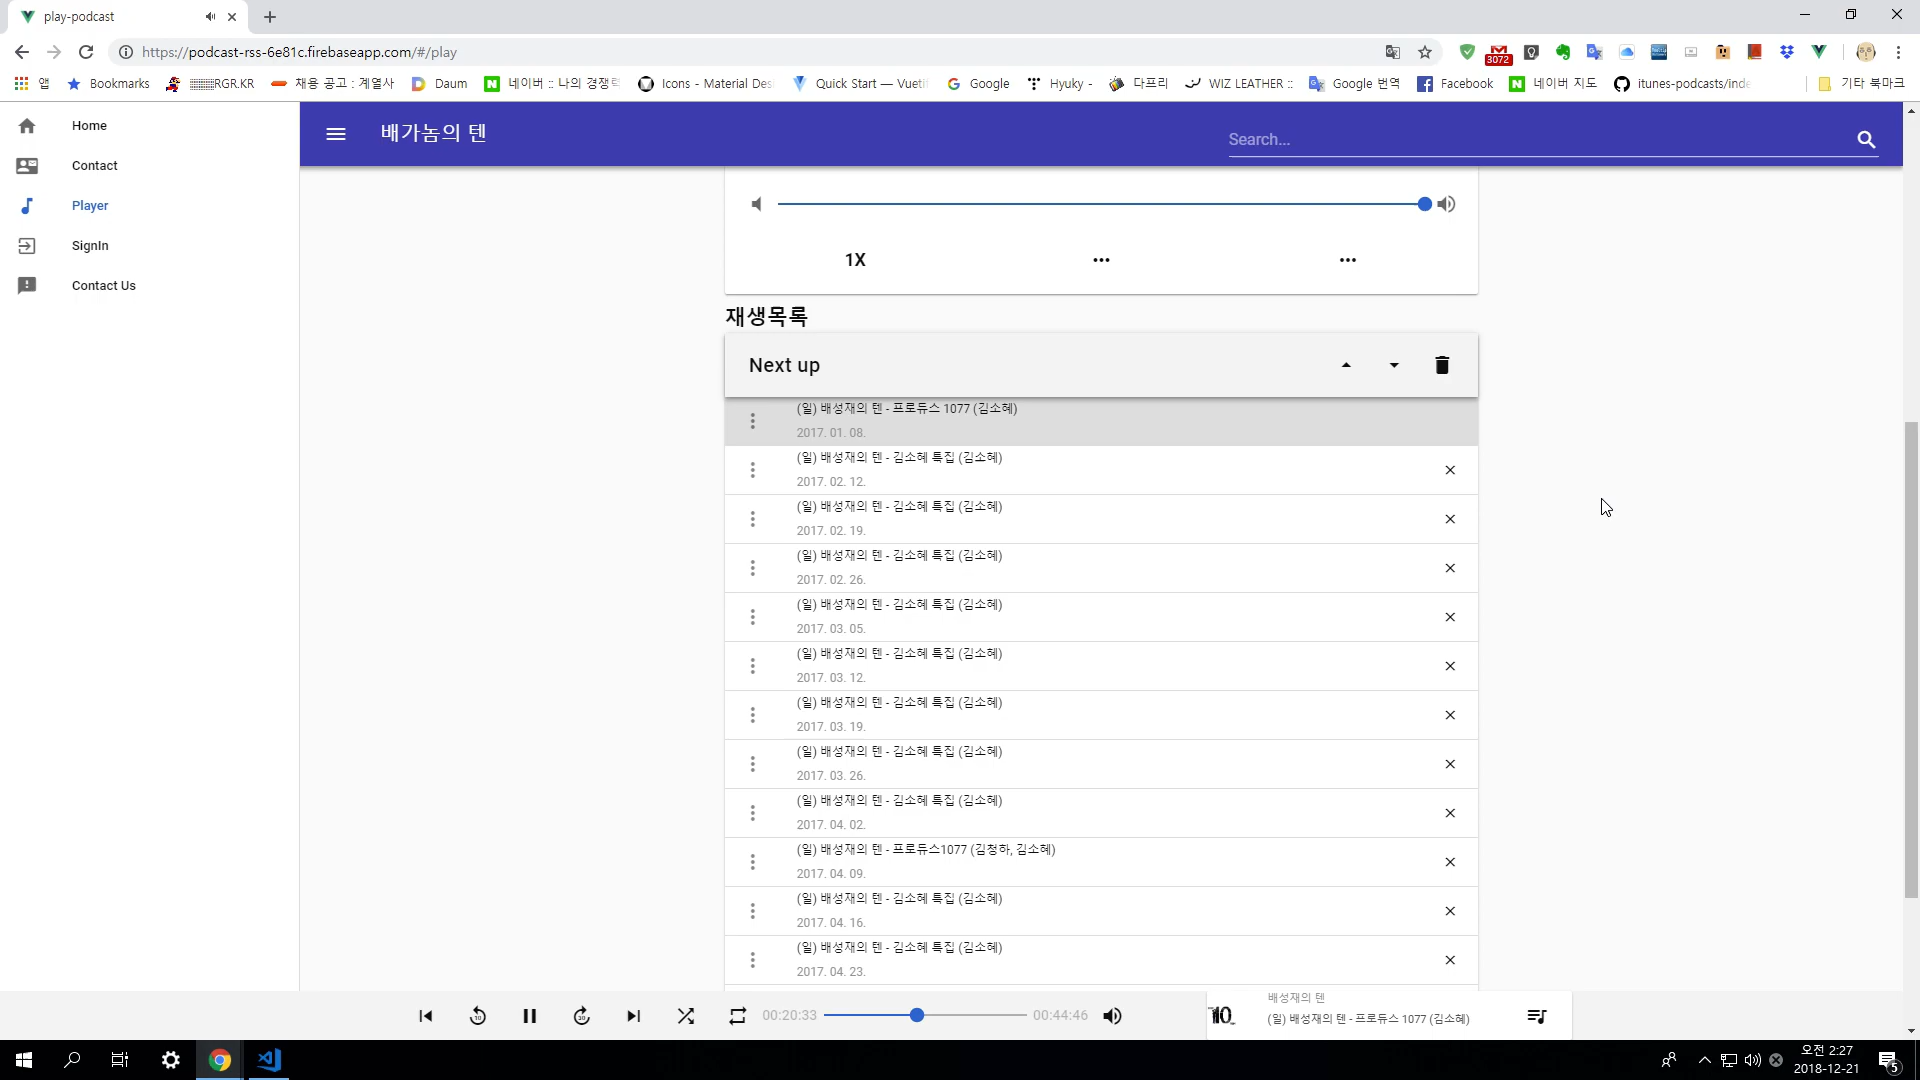 play-podcast
https://podcast-rss-6e81c.firebaseapp.com/#/play
3072
앱
Bookmarks
RGR.KR
채용 공고 : 계열사
Daum
네이버 :: 나의 경쟁력
Icons - Material Des
Quick Start — Vueti
Google
Hyuky -
다프리
WIZ LEATHER ::
Google 번역
Facebook
네이버 지도
itunes-podcasts/inde
기타 북마크
Home
Contact
Player
SignIn
Contact Us
배가놈의 텐
Search...
1X
재생목록
Next up
(일) 배성재의 텐 - 프로듀스 1077 (김소혜)
2017. 01. 08.
(일) 배성재의 텐 - 김소혜 특집 (김소혜)
2017. 02. 12.
(일) 배성재의 텐 - 김소혜 특집 (김소혜)
2017. 02. 19.
(일) 배성재의 텐 - 김소혜 특집 (김소혜)
2017. 02. 26.
(일) 배성재의 텐 - 김소혜 특집 (김소혜)
2017. 03. 05.
(일) 배성재의 텐 - 김소혜 특집 (김소혜)
2017. 03. 12.
(일) 배성재의 텐 - 김소혜 특집 (김소혜)
2017. 03. 19.
(일) 배성재의 텐 - 김소혜 특집 (김소혜)
2017. 03. 26.
(일) 배성재의 텐 - 김소혜 특집 (김소혜)
2017. 04. 02.
(일) 배성재의 텐 - 프로듀스1077 (김청하, 김소혜)
2017. 04. 09.
(일) 배성재의 텐 - 김소혜 특집 (김소혜)
2017. 04. 16.
(일) 배성재의 텐 - 김소혜 특집 (김소혜)
2017. 04. 23.
00:20:33
00:44:46
배성재의 텐
(일) 배성재의 텐 - 프로듀스 1077 (김소혜)
오전 2:27
2018-12-21
5